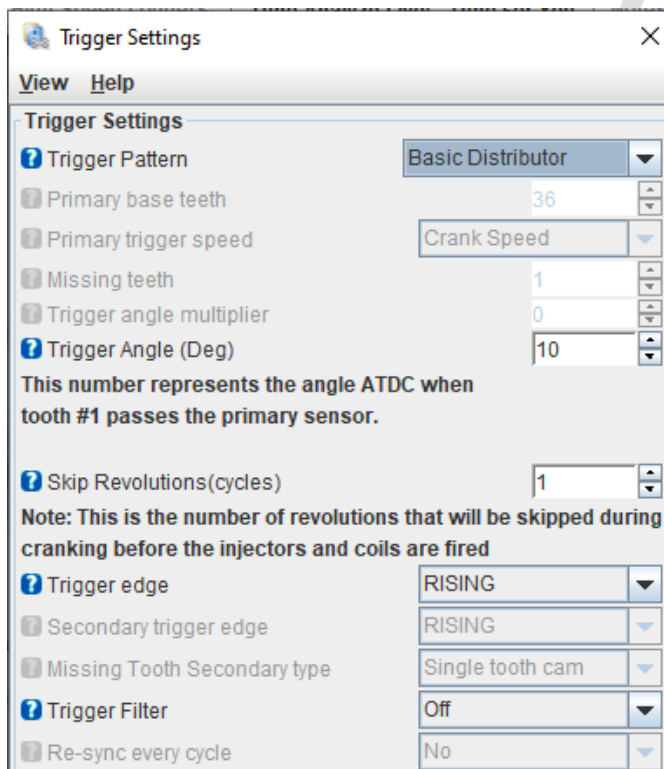 Trigger Settings
View Help
Trigger Settings
Trigger Pattern Basic Distributor
Primary base teeth 36
Primary trigger speed Crank Speed
Missing teeth 1
Trigger angle multiplier 0
Trigger Angle (Deg) 10
This number represents the angle ATDC when
tooth #1 passes the primary sensor.
Skip Revolutions(cycles) 1
Note: This is the number of revolutions that will be skipped during
cranking before the injectors and coils are fired
Trigger edge RISING
Secondary trigger edge RISING
Missing Tooth Secondary type Single tooth cam
Trigger Filter Off
Re-sync every cycle No